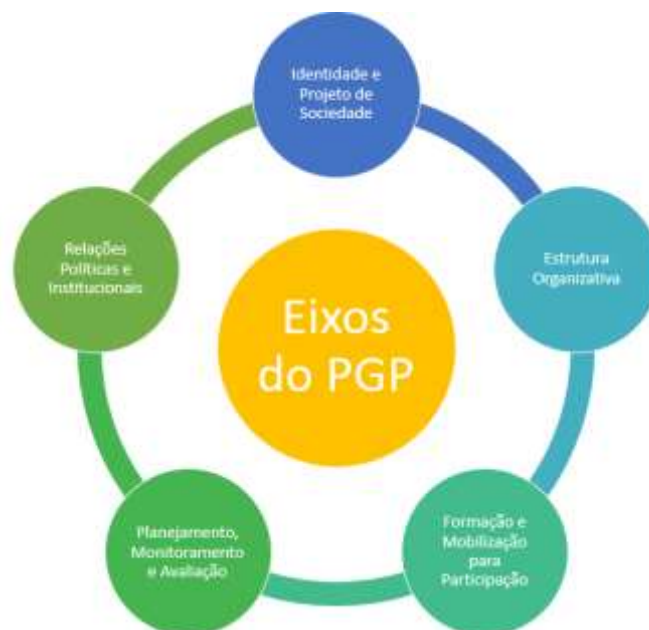 Identidade e
Projeto de
Sociedade
Relações
Políticas e
Institucionais
Estrutura
Organizativa
Eixos
do PGP
Planejamento,
Monitoramento
e Avaliação
Formação e
Mobilização
para
Participação